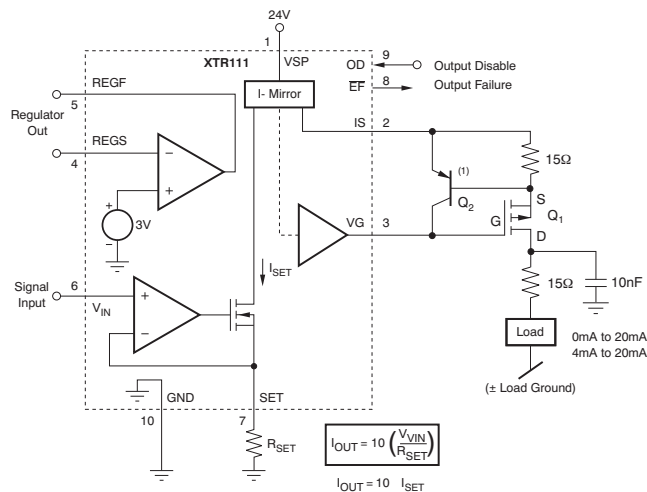 24V
1
XTR111
VSP
OD
9
Output Disable
EF
8
Output Failure
REGF
5
I- Mirror
Regulator
Out
REGS
4
IS
2
15Ω
(1)
Q2
S
Q1
G
D
3V
VG
3
ISET
Signal
Input
6
VIN
15Ω
10nF
Load
0mA to 20mA
4mA to 20mA
(± Load Ground)
GND
10
SET
7
RSET
IOUT = 10 (VVIN/RSET)
IOUT = 10 ISET